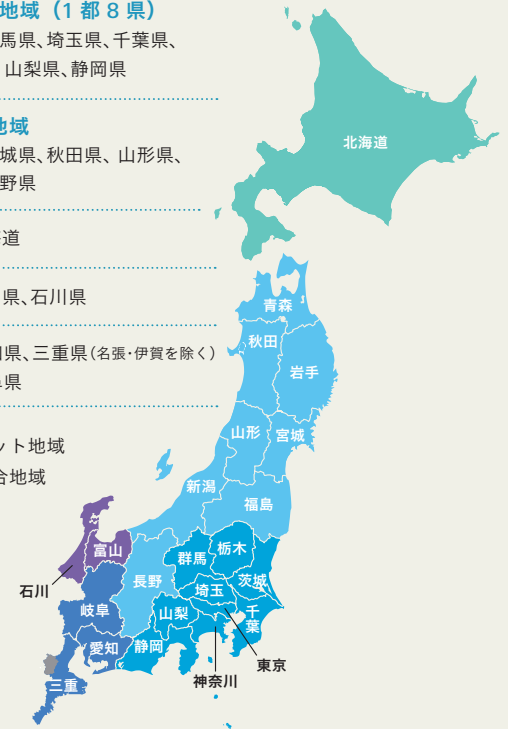 地域（1 都 8 県）
馬県、埼玉県、千葉県、
山梨県、静岡県
地域
城県、秋田県、山形県、
野県
道
県、石川県
県、三重県（名張・伊賀を除く）
県
ット地域
合地域
北海道
青森
秋田
岩手
山形
宮城
新潟
福島
富山
群馬
栃木
長野
石川
埼玉
茨城
岐阜
山梨
千葉
愛知
静岡
東京
神奈川
三重